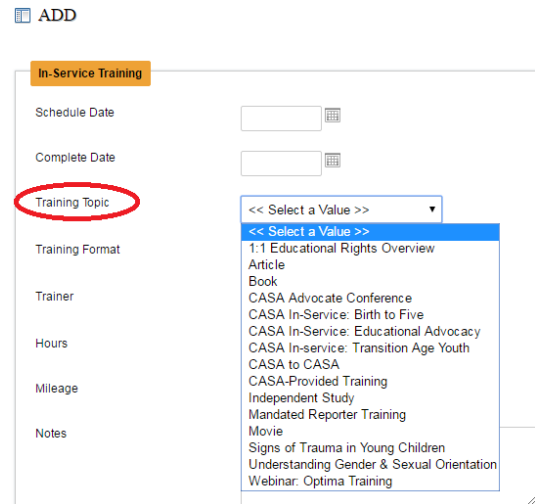 ADD
In-Service Training
Schedule Date
Complete Date
Training Topic
<< Select a Value >>
<< Select a Value >>
1:1 Educational Rights Overview
Article
Book
CASA Advocate Conference
CASA In-Service: Birth to Five
CASA In-Service: Educational Advocacy
CASA In-service: Transition Age Youth
CASA to CASA
CASA-Provided Training
Independent Study
Mandated Reporter Training
Movie
Signs of Trauma in Young Children
Understanding Gender & Sexual Orientation
Webinar: Optima Training
Training Format
Trainer
Hours
Mileage
Notes